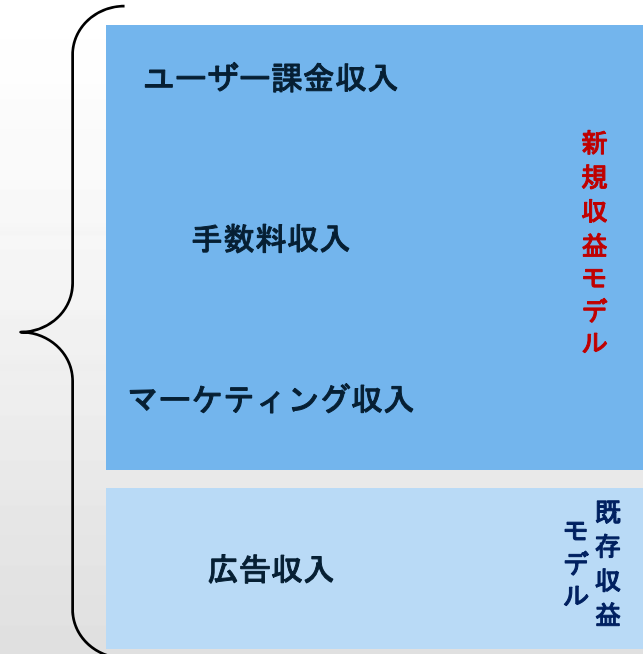 ユーザー課金収入
手数料収入
マーケティング収入
新規収益モデル
広告収入
既存収益
モデル